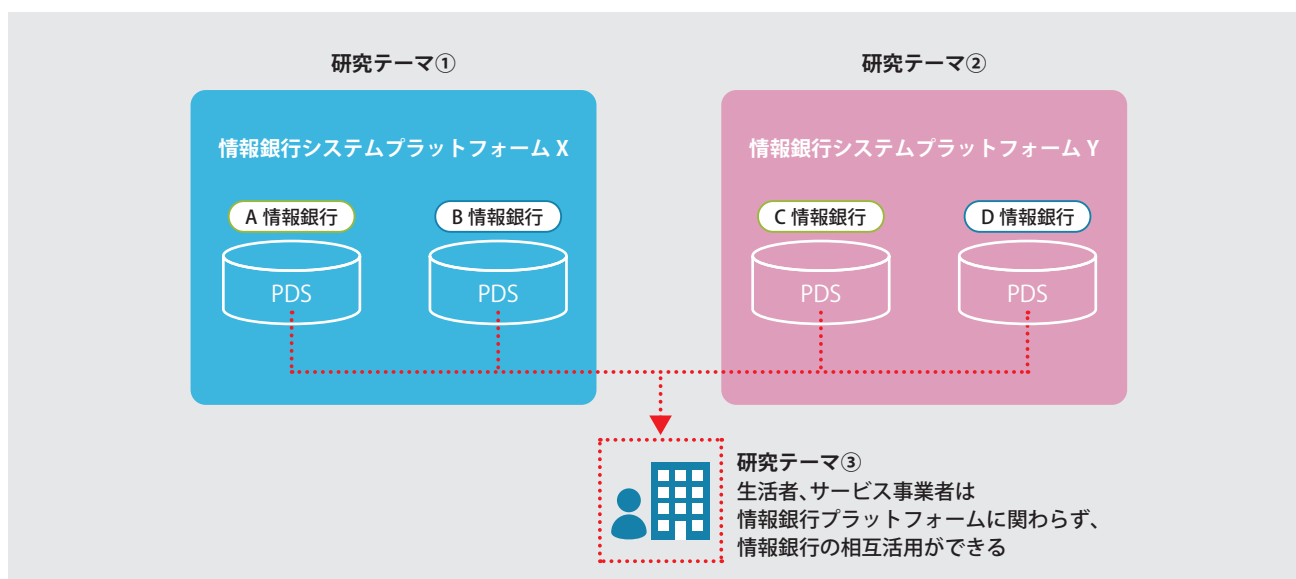 研究テーマ①
情報銀行システムプラットフォーム X
A 情報銀行
PDS
B 情報銀行
PDS
研究テーマ②
情報銀行システムプラットフォーム Y
C 情報銀行
PDS
D 情報銀行
PDS
研究テーマ③
生活者、サービス事業者は
情報銀行プラットフォームに関わらず、
情報銀行の相互活用ができる